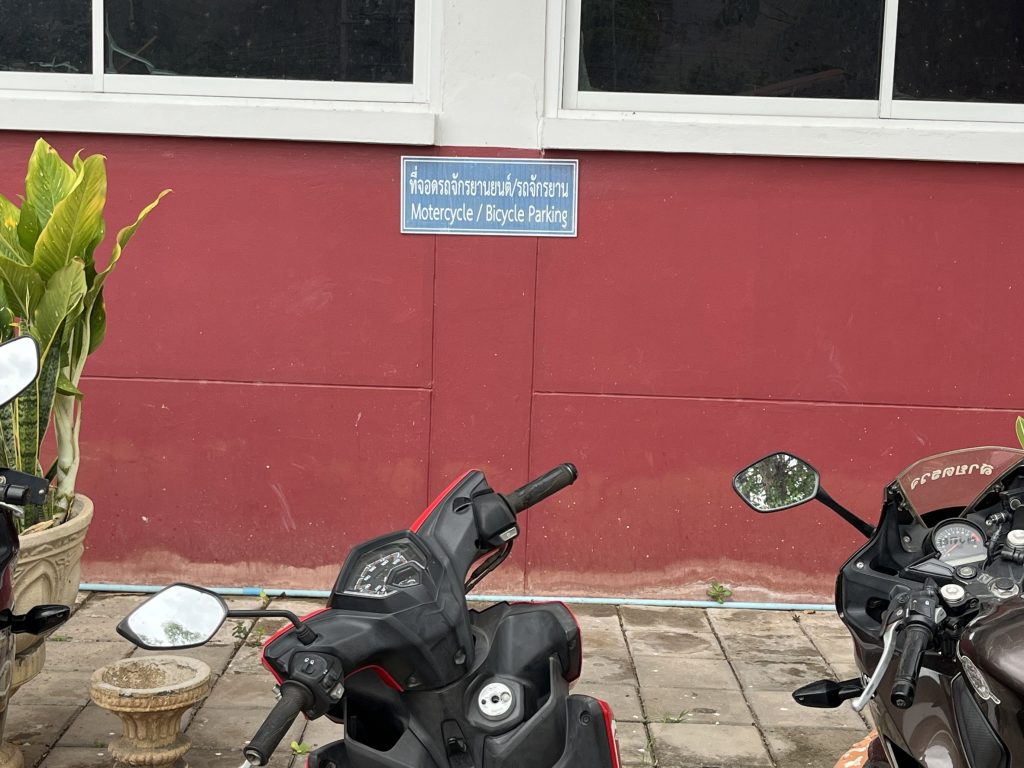 ที่จอดรถจักรยานยนต์/รถจักรยาน
Motercycle / Bicycle Parking